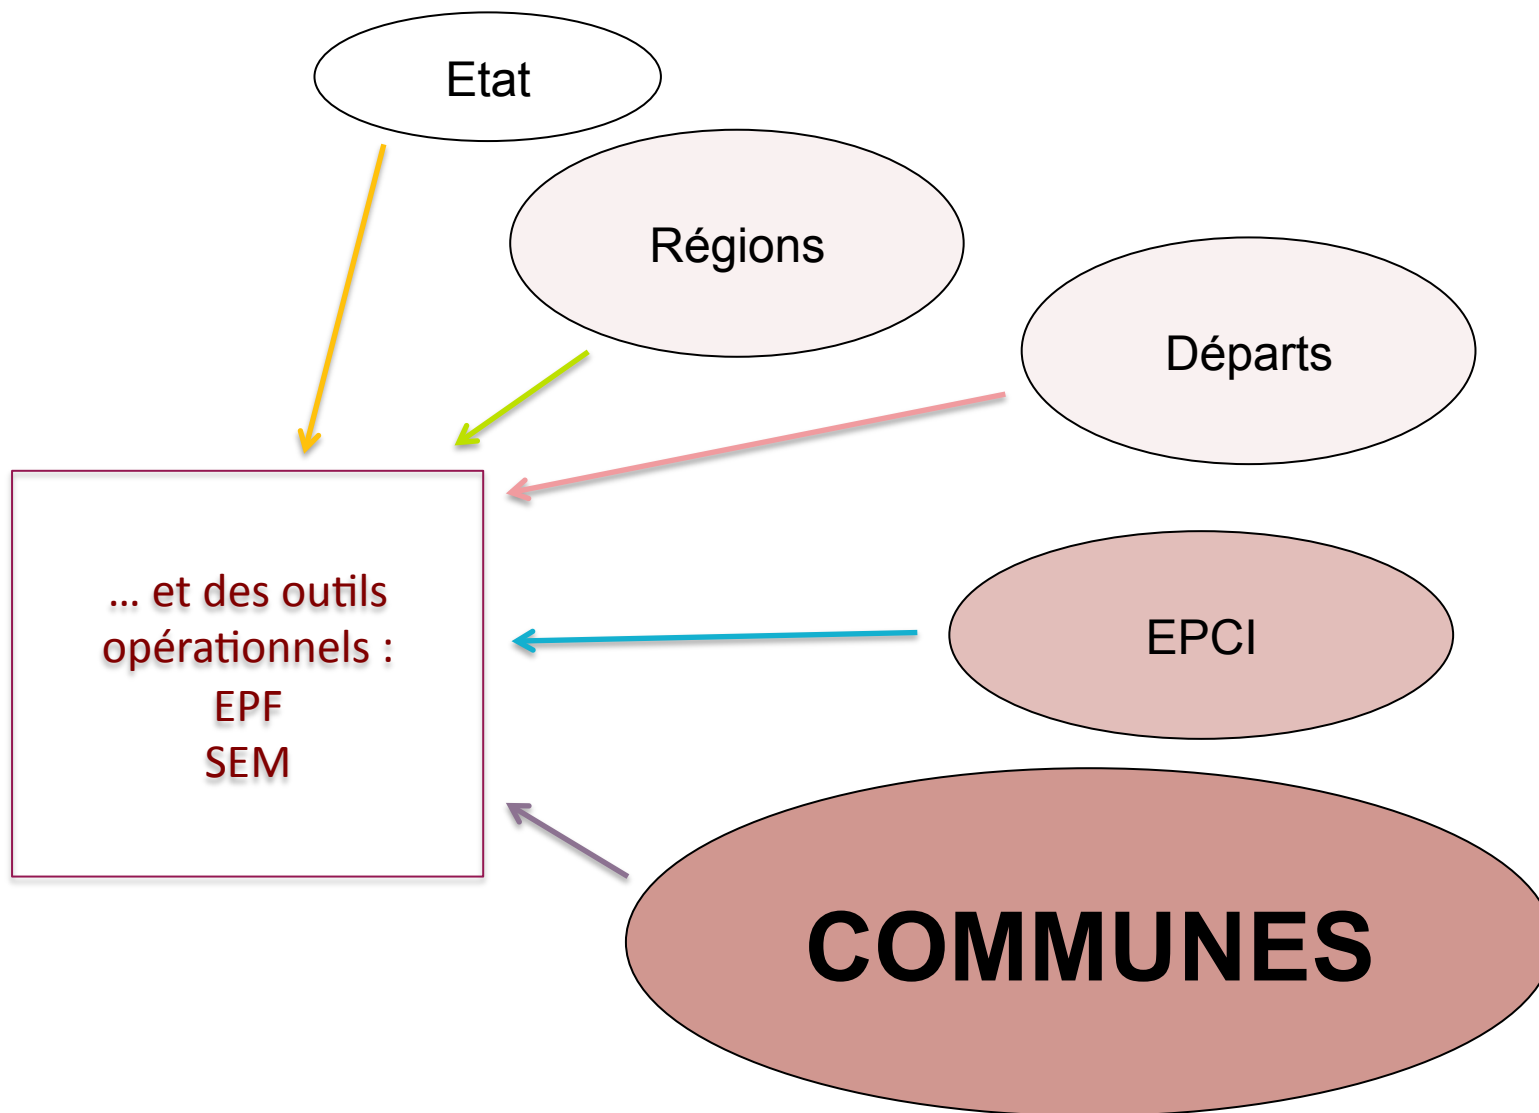 Etat
Régions
Départs
... et des outils
opérationnels :
EPF
SEM
EPCI
COMMUNES